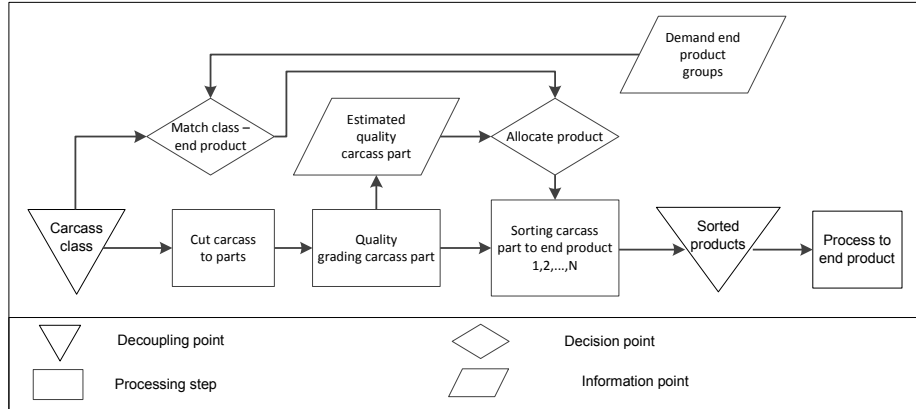 Demand end
product
groups
Match class –
end product
Estimated
quality
carcass part
Allocate product
Carcass
class
Cut carcass
to parts
Quality
grading carcass part
Sorting carcass
part to end product
1,2,...,N
Sorted
products
Process to
end product
Decoupling point
Decision point
Processing step
Information point